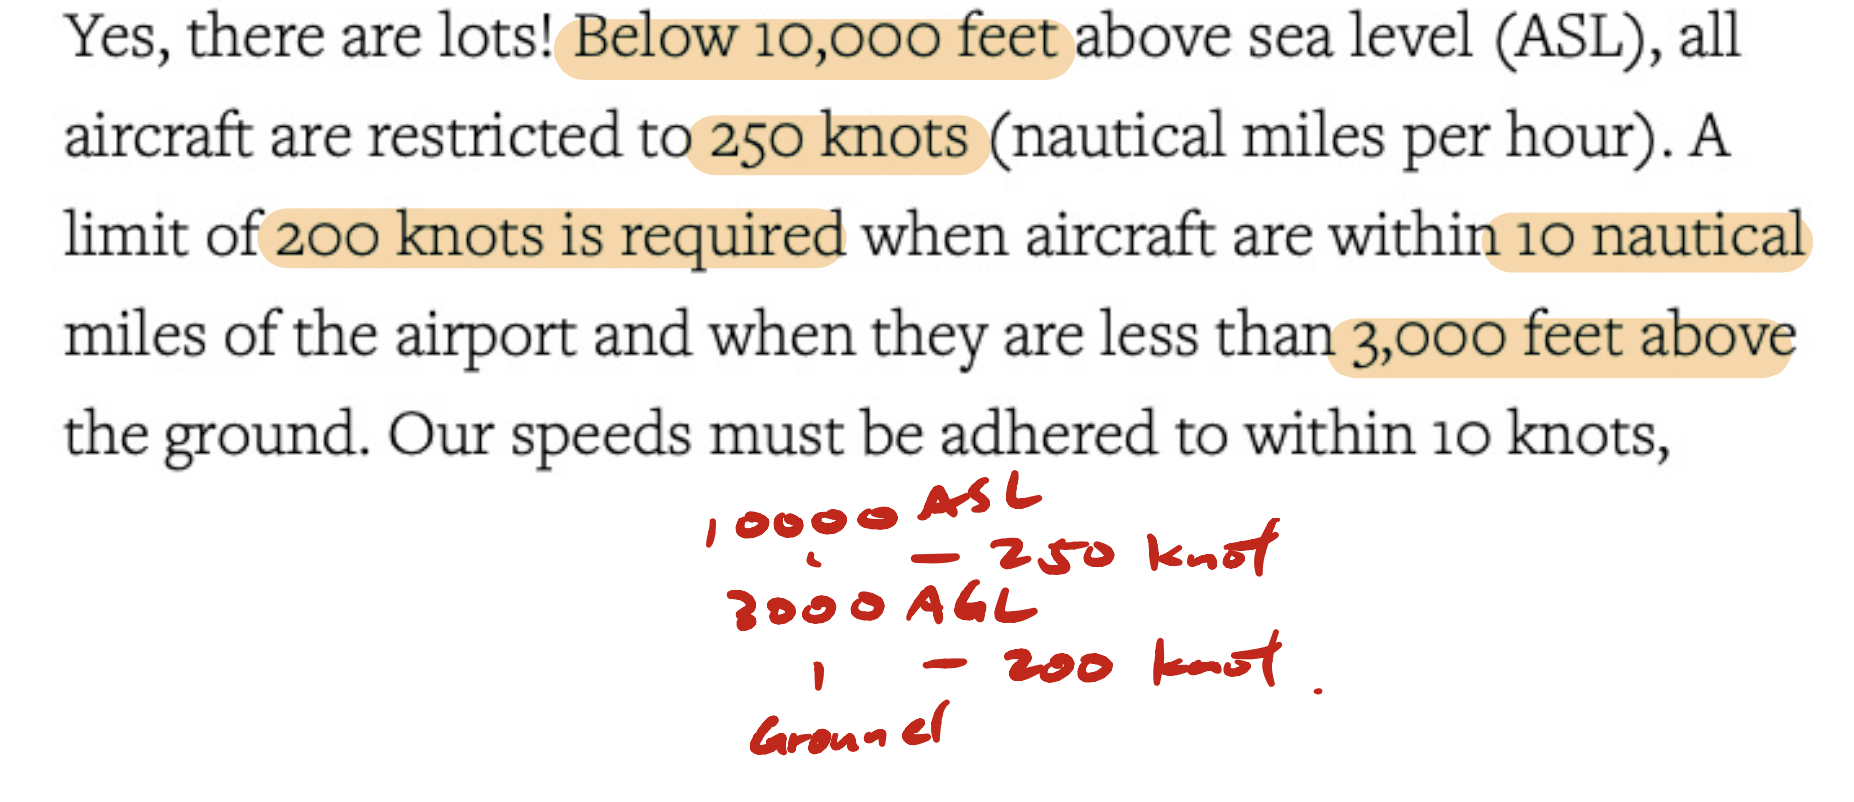 Yes, there are lots! Below 10,000 feet above sea level (ASL), all
aircraft are restricted to 250 knots (nautical miles per hour). A
limit of 200 knots is required when aircraft are within 10 nautical
miles of the airport and when they are less than 3,000 feet above
the ground. Our speeds must be adhered to within 10 knots,
10000 ASL
— 250 knot
3000 AGL
| — 200 knot.
Ground